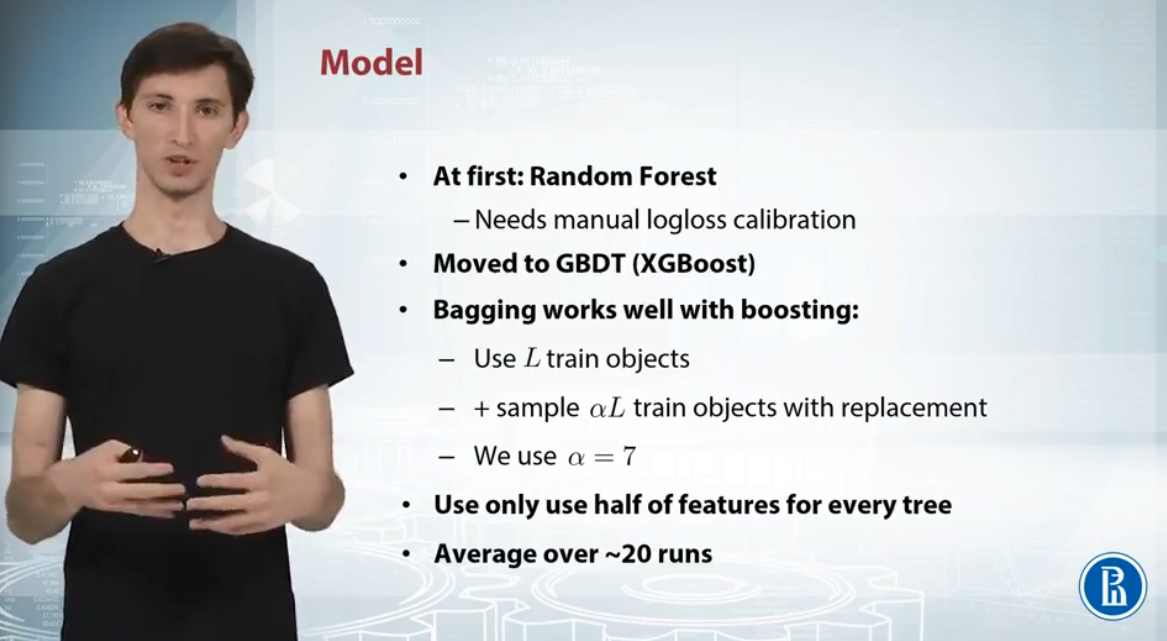 Model
• At first: Random Forest
– Needs manual logloss calibration
• Moved to GBDT (XGBoost)
• Bagging works well with boosting:
– Use L train objects
– + sample αL train objects with replacement
– We use α = 7
• Use only use half of features for every tree
• Average over ~20 runs